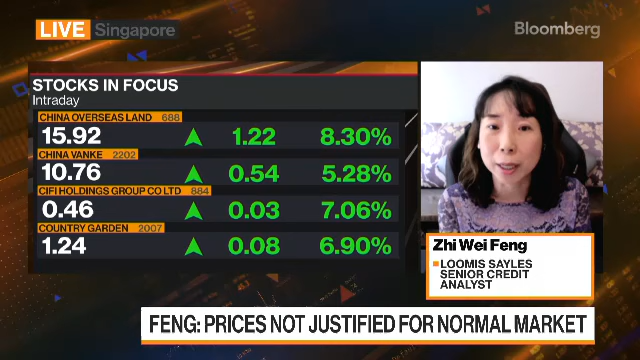 LIVE Singapore
Bloomberg
STOCKS IN FOCUS
Intraday
CHINA OVERSEAS LAND 688
15.92 1.22 8.30%
CHINA VANKE 2202
10.76 0.54 5.28%
CIFI HOLDINGS GROUP CO LTD 884
0.46 0.03 7.06%
COUNTRY GARDEN 2007
1.24 0.08 6.90%
Zhi Wei Feng
LOOMIS SAYLES
SENIOR CREDIT
ANALYST
FEng: PRICES NOT JUSTIFIED FOR NORMAL MARKET